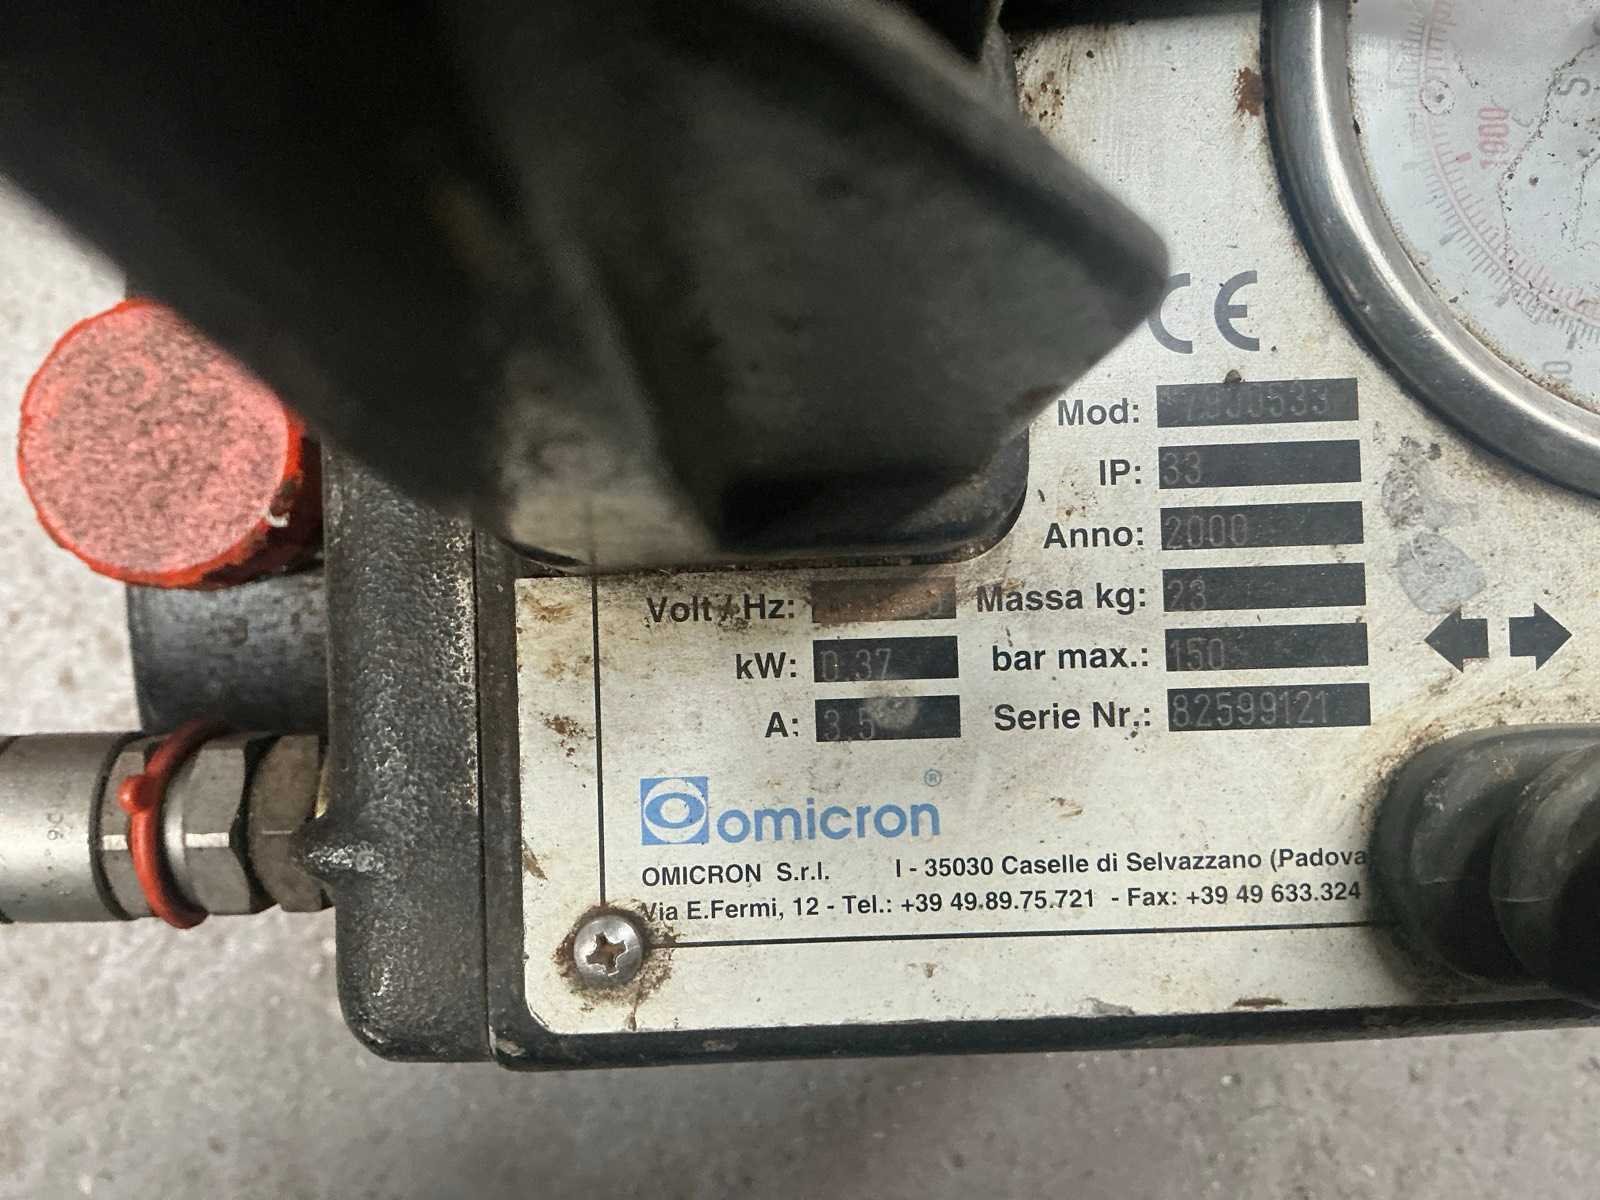 1000
S
CE
Mod:
IP: 33
Anno: 2000
Volt / Hz:
Massa kg: 23
kW: 0.37
bar max.: 150
A: 3.5
Serie Nr.: 82599121
omicron ®
OMICRON S.r.l. I - 35030 Caselle di Selvazzano (Padova
Via E.Fermi, 12 - Tel.: +39 49.89.75.721 - Fax: +39 49 633.324